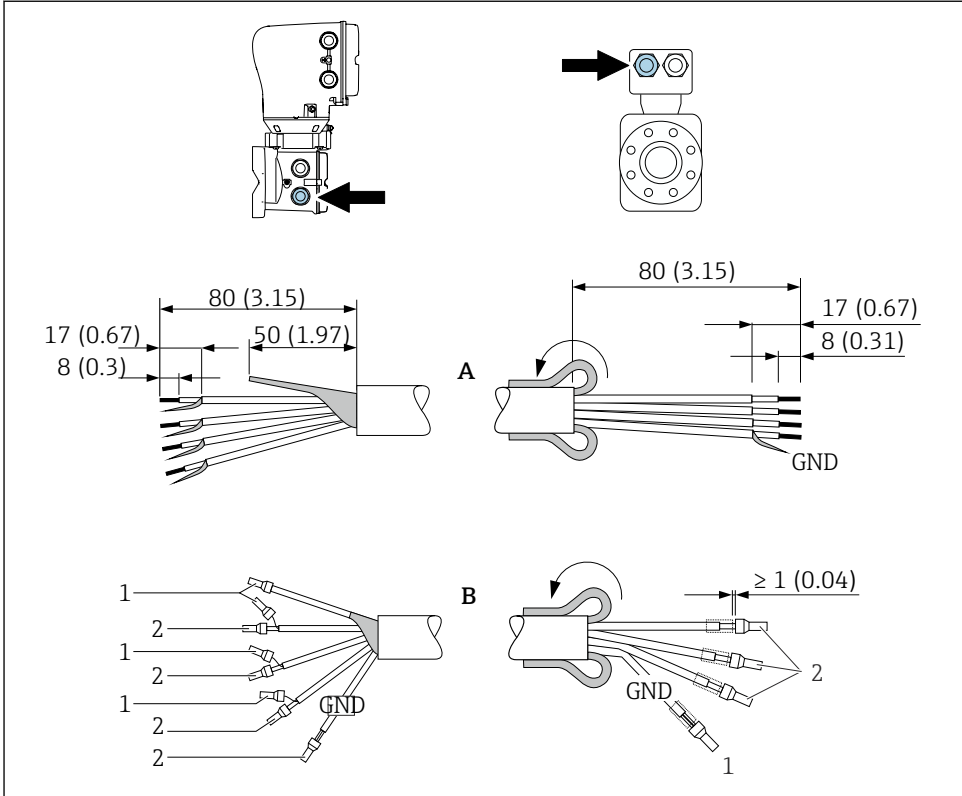 80 (3.15)
17 (0.67)
50 (1.97)
8 (0.3)
A
80 (3.15)
17 (0.67)
8 (0.31)
GND
1
2
1
2
1
2
2
GND
B
≥ 1 (0.04)
2
GND
1